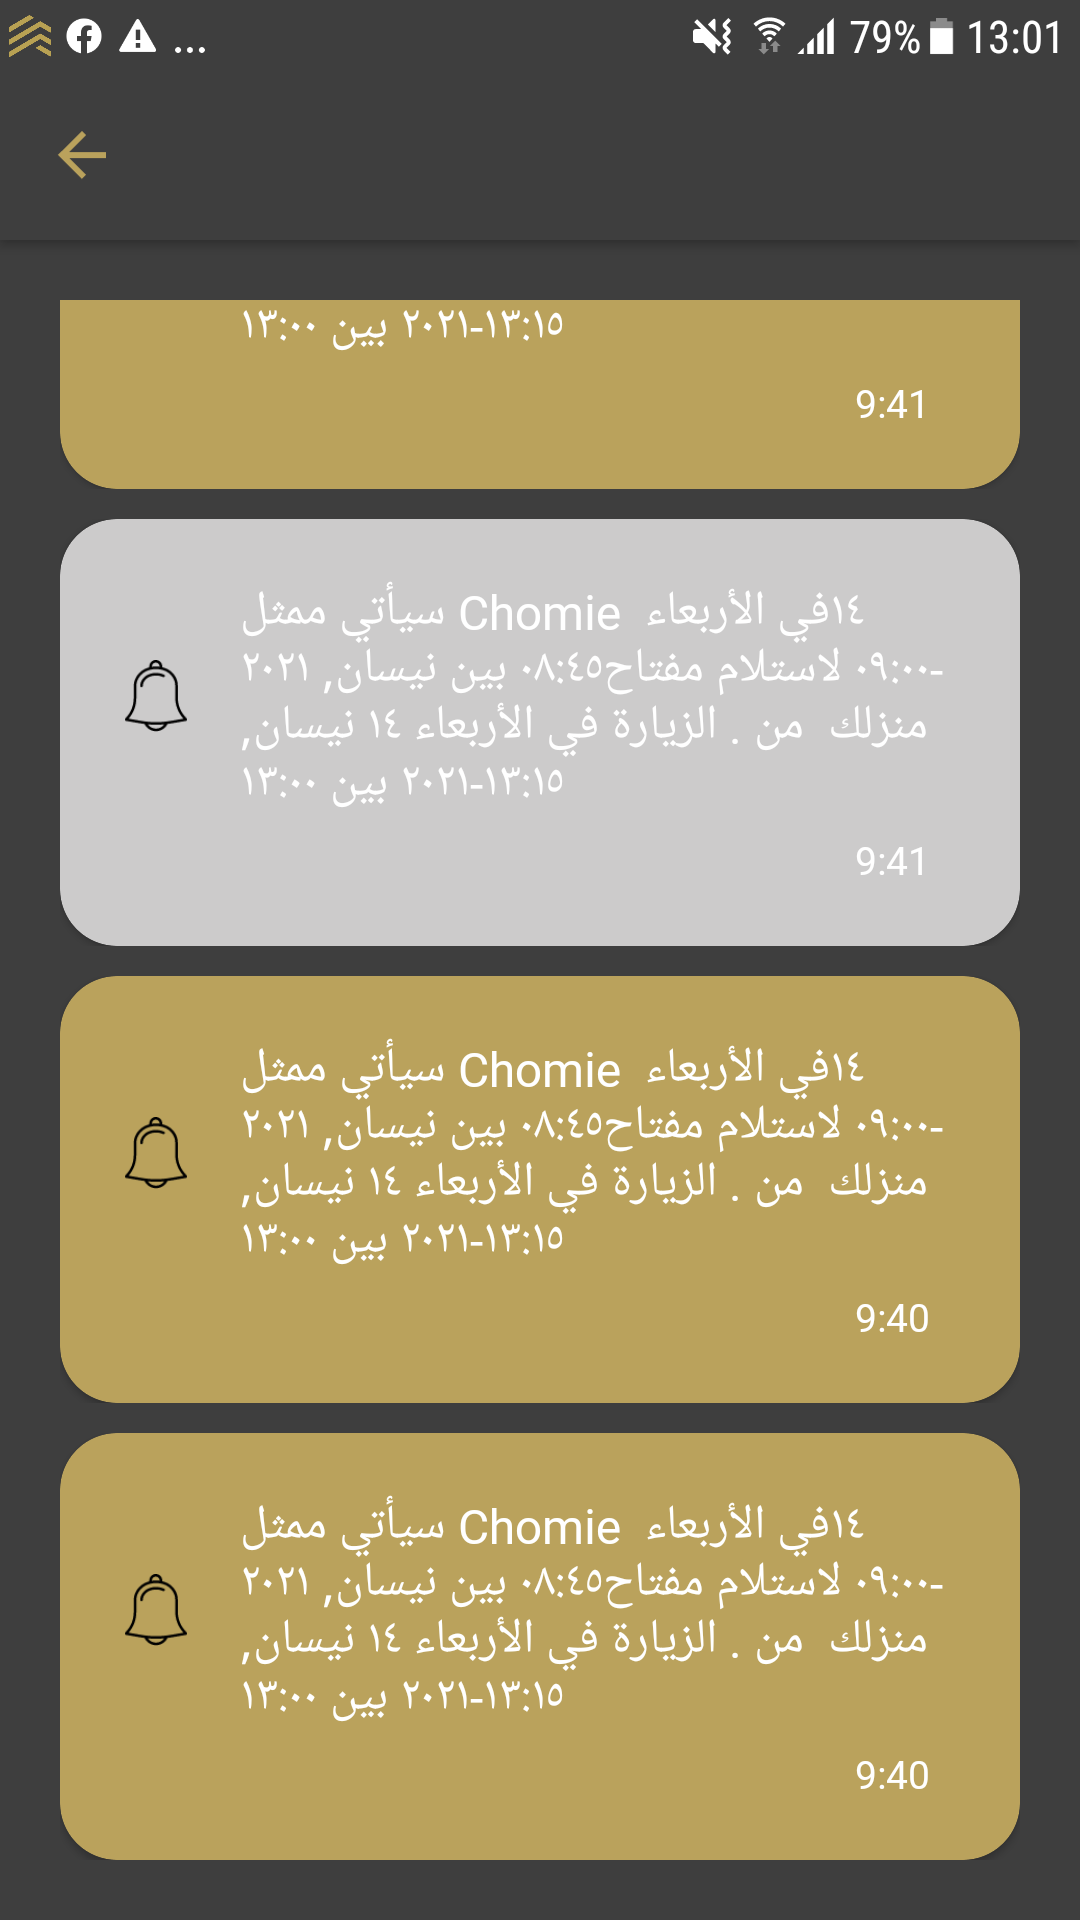 ... 79% 13:01
١٣:١٥-٢٠٢١ بين ١٣:٠٠
9:41
١٤في الأربعاء Chomie سيأتي ممثل
-٠٩:٠٠ لاستلام مفتاح٠٨:٤٥ بين نيسان, ٢٠٢١
منزلك من . الزيارة في الأربعاء ١٤ نيسان,
١٣:١٥-٢٠٢١ بين ١٣:٠٠
9:41
١٤في الأربعاء Chomie سيأتي ممثل
-٠٩:٠٠ لاستلام مفتاح٠٨:٤٥ بين نيسان, ٢٠٢١
منزلك من . الزيارة في الأربعاء ١٤ نيسان,
١٣:١٥-٢٠٢١ بين ١٣:٠٠
9:40
١٤في الأربعاء Chomie سيأتي ممثل
-٠٩:٠٠ لاستلام مفتاح٠٨:٤٥ بين نيسان, ٢٠٢١
منزلك من . الزيارة في الأربعاء ١٤ نيسان,
١٣:١٥-٢٠٢١ بين ١٣:٠٠
9:40